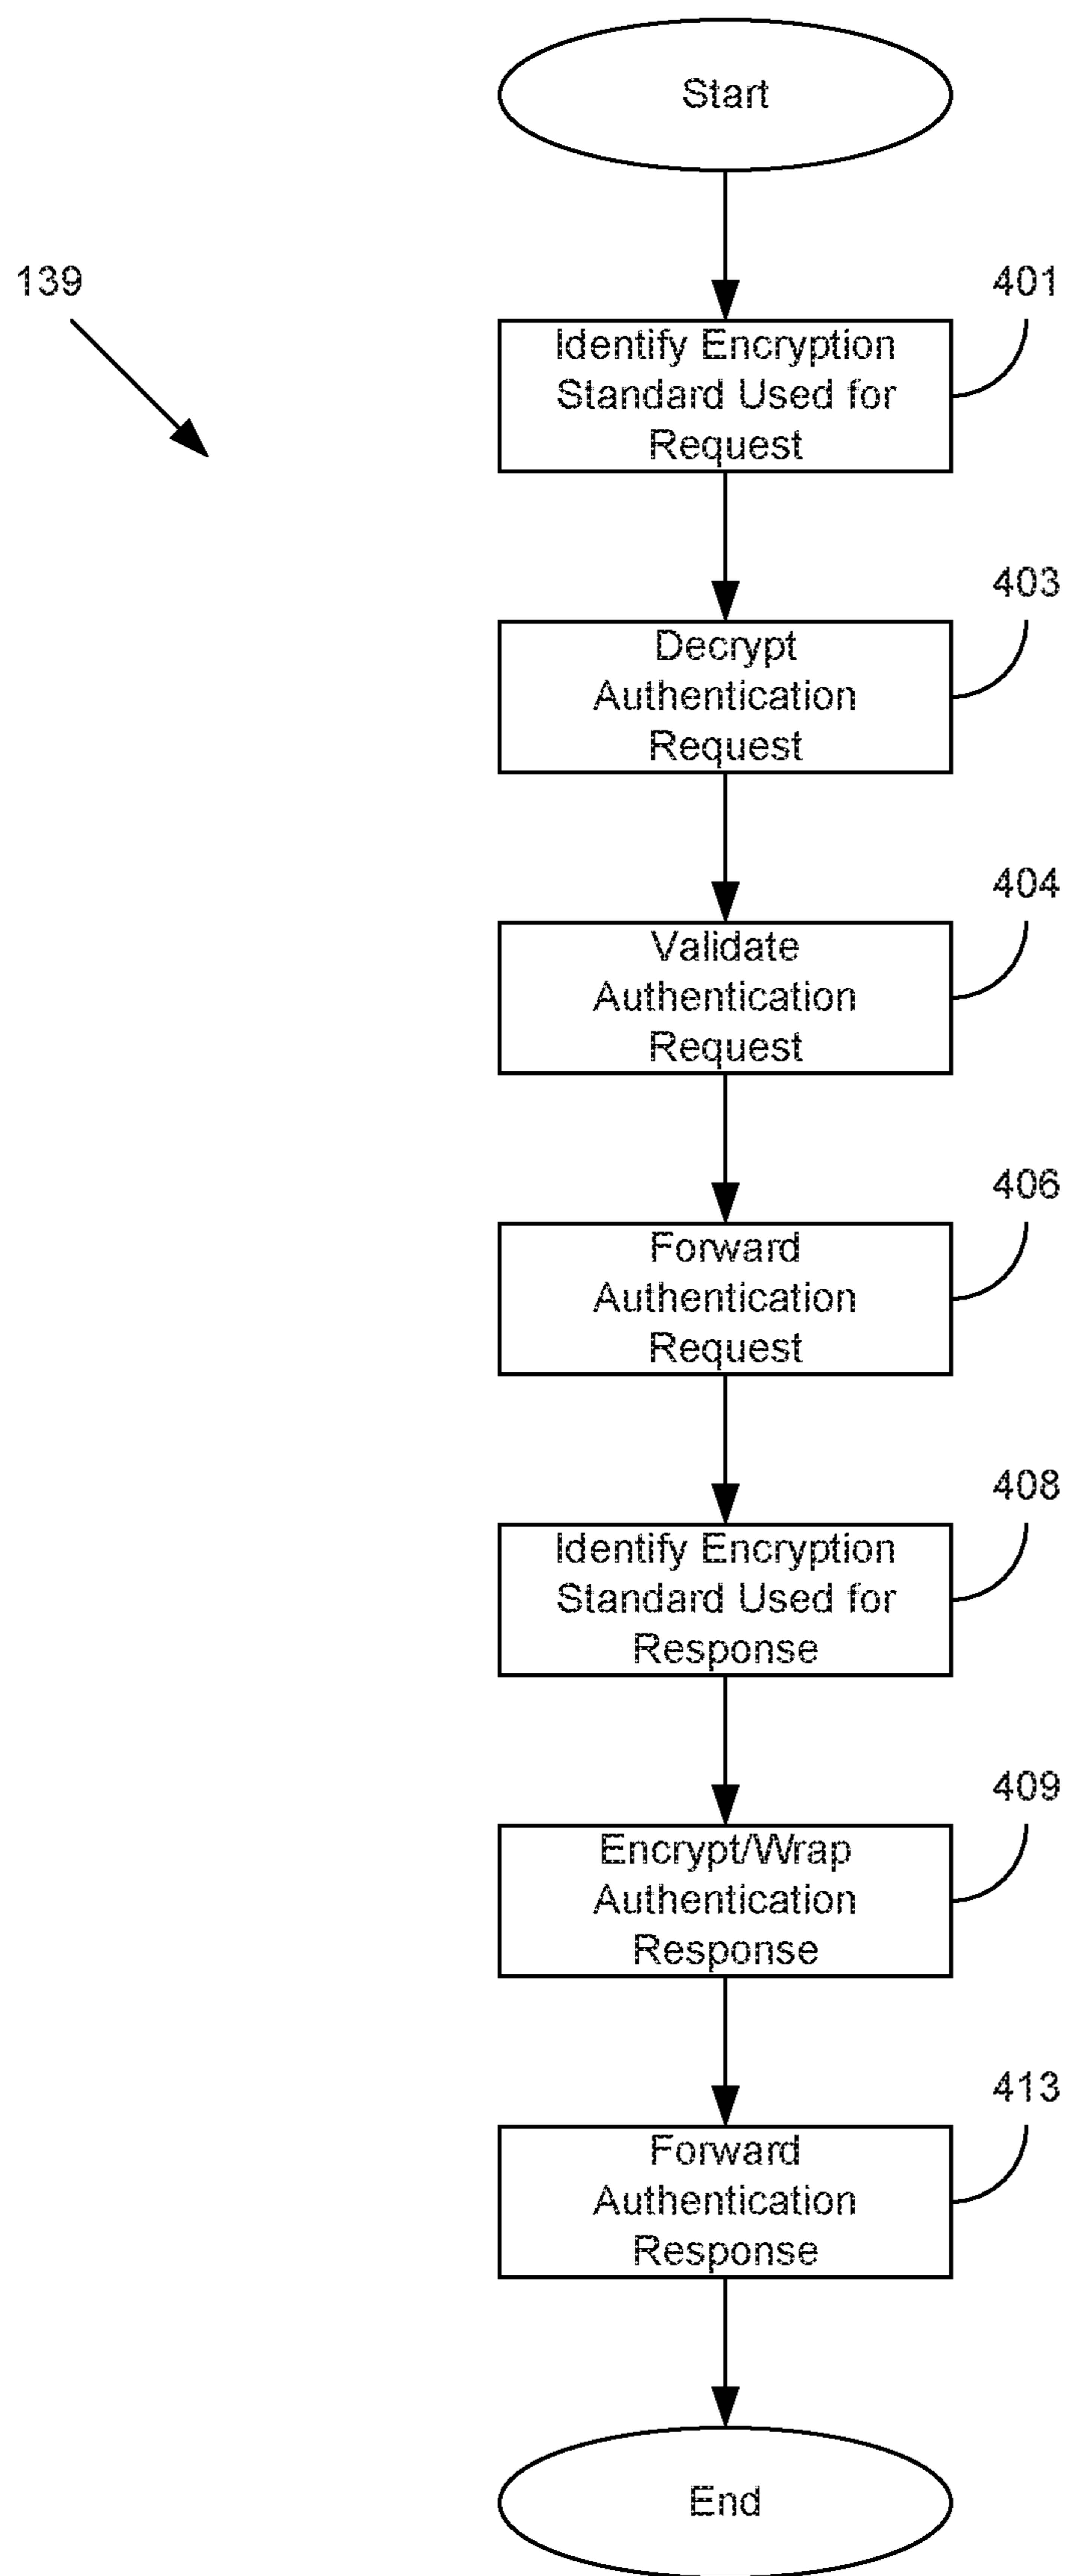 Start
139
401
Identify Encryption
Standard Used for
Request
403
Decrypt
Authentication
Request
404
Validate
Authentication
Request
406
Forward
Authentication
Request
408
Identify Encryption
Standard Used for
Response
409
Encrypt/Wrap
Authentication
Response
413
Forward
Authentication
Response
End